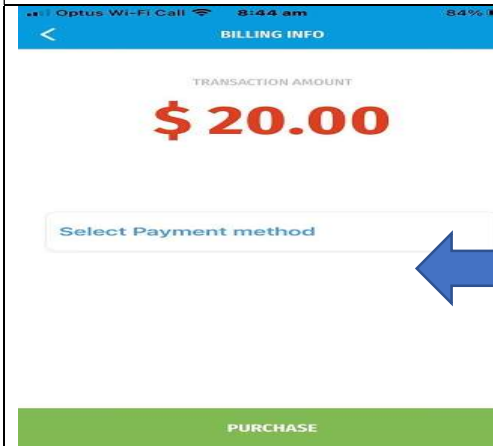 Optus Wi-Fi Call 8:44 am 84%
< BILLING INFO
TRANSACTION AMOUNT
$ 20.00
Select Payment method
PURCHASE